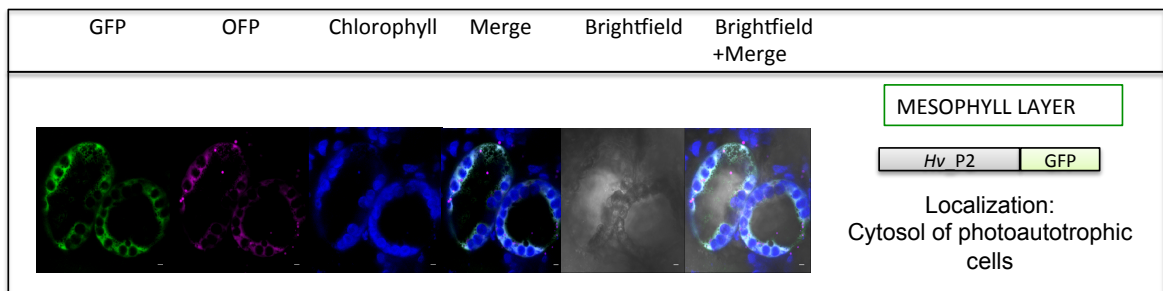 GFP OFP Chlorophyll Merge Brightfield Brightfield
+Merge
MESOPHYLL LAYER
Hv_P2 GFP
Localization:
Cytosol of photoautotrophic
cells